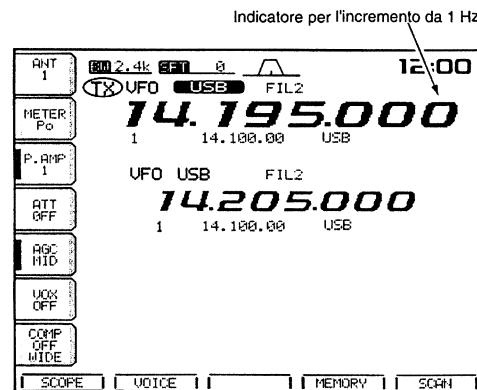 Indicatore per l'incremento da 1 Hz
ANT 1
BW 2.4k SFT 0 12:00
TX VFO USB FIL2
METER Po
14.195.000
1 14.100.00 USB
P.AMP 1
VFO USB FIL2
ATT OFF
14.205.000
1 14.100.00 USB
AGC MID
VOX OFF
COMP OFF WIDE
SCOPE VOICE MEMORY SCAN